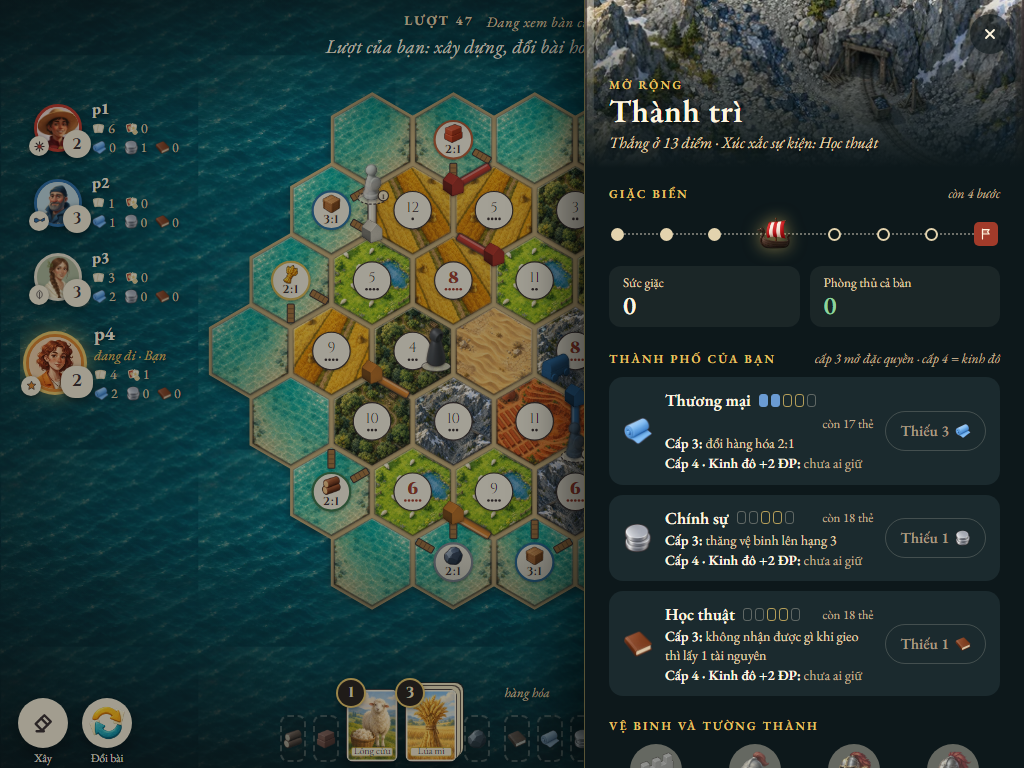 LƯỢT 47 Đang xem bàn c
Lượt của bạn: xây dựng, đổi bài ho
p1
6 0
2
0 1 0
p2
1 0
3
1 0 0
p3
3 0
3
2 0 0
p4
đang đi · Bạn
4 1
2
2 0 0
2:1
3:1
12
5
3
1
2:1
5
8
11
9
4
8
10
10
11
2:1
6
9
6
2:1
3:1
1
3
Lông cừu
Lúa mì
hàng hóa
Xây
Đổi bài
MỞ RỘNG
Thành trì
Thắng ở 13 điểm · Xúc xắc sự kiện: Học thuật
GIẶC BIỂN
còn 4 bước
Sức giặc
0
Phòng thủ cả bàn
0
THÀNH PHỐ CỦA BẠN
cấp 3 mở đặc quyền · cấp 4 = kinh đô
Thương mại
còn 17 thẻ
Cấp 3: đổi hàng hóa 2:1
Cấp 4 · Kinh đô +2 ĐP: chưa ai giữ
Thiếu 3
Chính sự
còn 18 thẻ
Cấp 3: thăng vệ binh lên hạng 3
Cấp 4 · Kinh đô +2 ĐP: chưa ai giữ
Thiếu 1
Học thuật
còn 18 thẻ
Cấp 3: không nhận được gì khi gieo
thì lấy 1 tài nguyên
Cấp 4 · Kinh đô +2 ĐP: chưa ai giữ
Thiếu 1
VỆ BINH VÀ TƯỜNG THÀNH